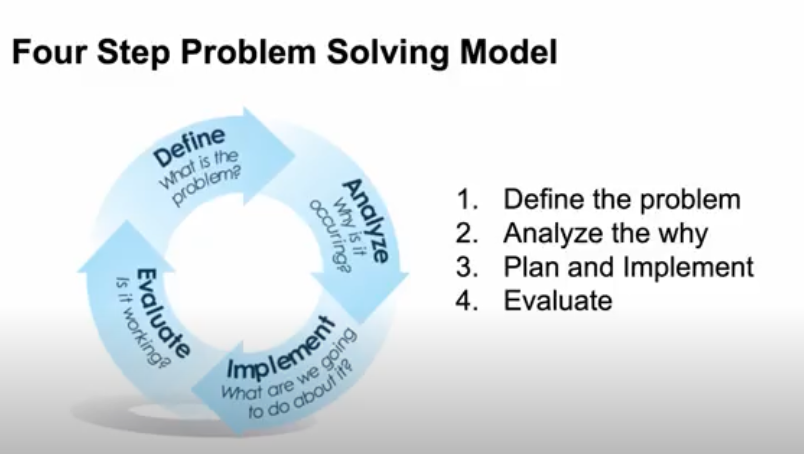 Four Step Problem Solving Model
Define
What is the
problem?
Analyze
Why is it
occuring?
Implement
What are we going
to do about it?
Evaluate
Is it working?
1. Define the problem
2. Analyze the why
3. Plan and Implement
4. Evaluate